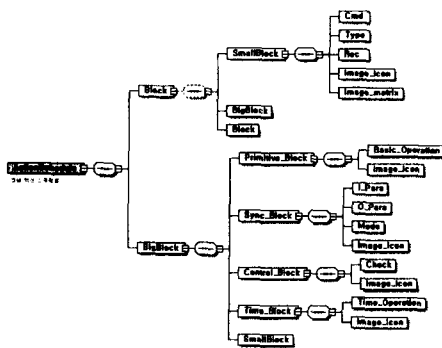 Cmd
Type
SmallBlock
Rec
Image_icon
Block
Image_matrix
BigBlock
Block
Basic_Operation
Primitive_Block
Image_icon
I_Para
O_Para
Sync_Block
Mode
BigBlock
Image_icon
Check
Control_Block
Image_icon
Time_Operation
Time_Block
Image_icon
SmallBlock